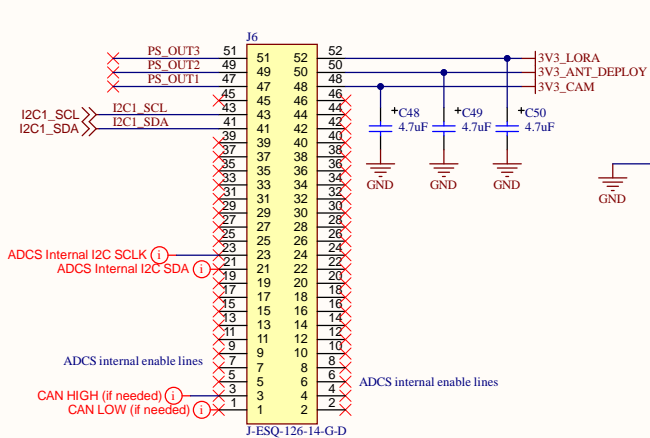 J6
PS_OUT3 51 51 52 52 3V3_LORA
PS_OUT2 49 49 50 50 3V3_ANT_DEPLOY
PS_OUT1 47 47 48 48 3V3_CAM
45 45 46 46
I2C1_SCL I2C1_SCL 43 43 44 44
I2C1_SDA I2C1_SDA 41 41 42 42
39 39 40 40
37 37 38 38
35 35 36 36
33 33 34 34
31 31 32 32
29 29 30 30
27 27 28 28
25 25 26 26
ADCS Internal I2C SCLK i 23 23 24 24
ADCS Internal I2C SDA i 21 21 22 22
19 19 20 20
17 17 18 18
15 15 16 16
13 13 14 14
11 11 12 12
9 9 10 10
ADCS internal enable lines 7 7 8 8
5 5 6 6 ADCS internal enable lines
CAN HIGH (if needed) i 3 3 4 4
CAN LOW (if needed) i 1 1 2 2
J-ESQ-126-14-G-D
+C48
4.7uF
GND
+C49
4.7uF
GND
+C50
4.7uF
GND
GND